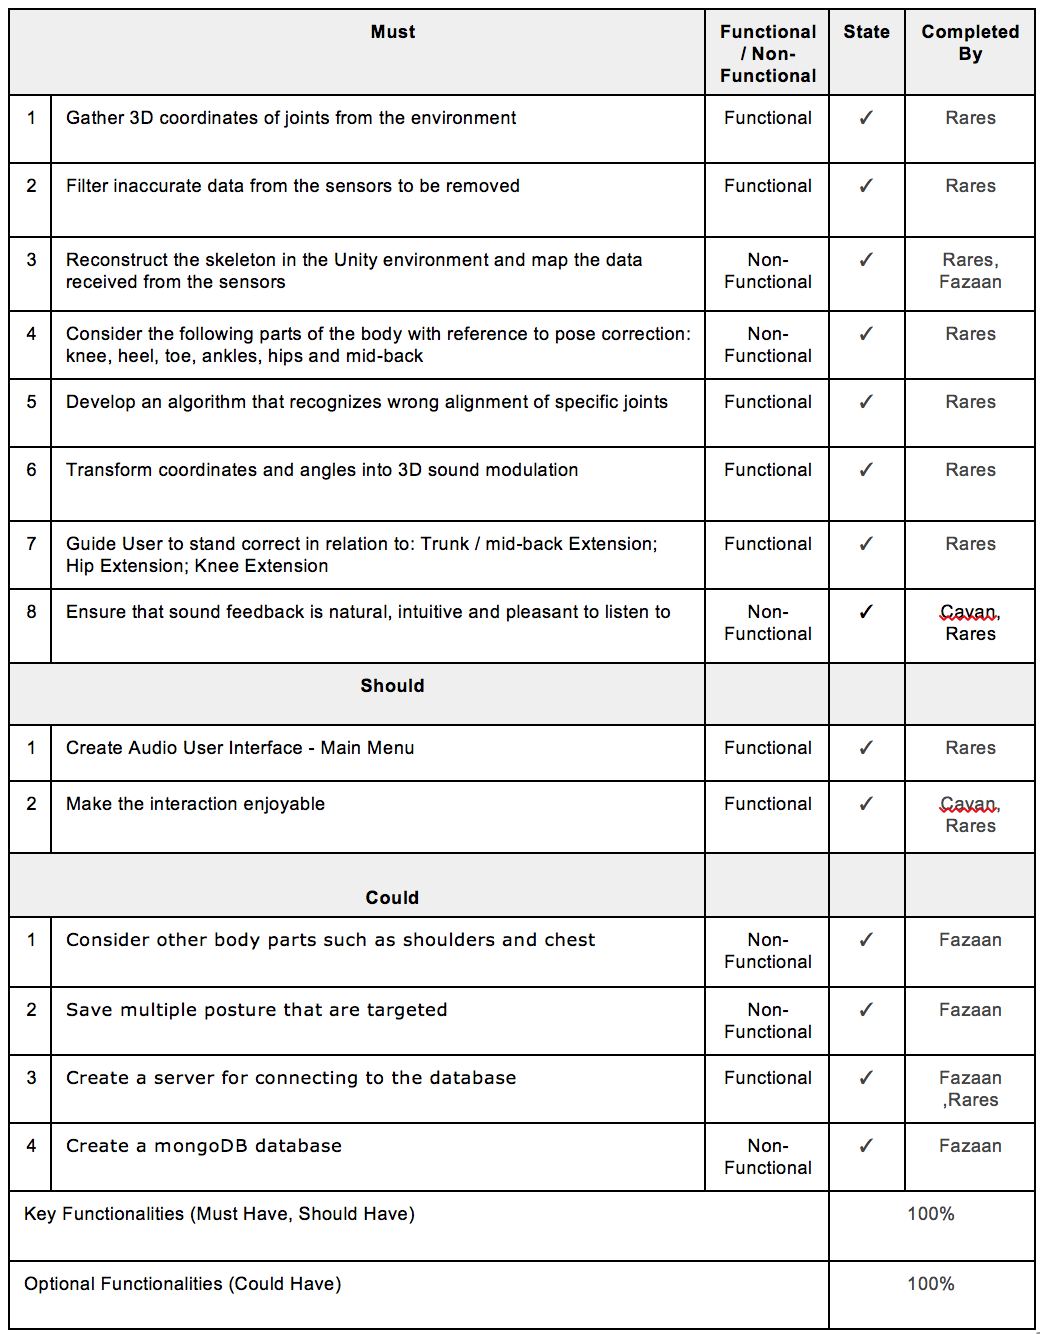 Must Functional State Completed
/ Non- By
Functional
1 Gather 3D coordinates of joints from the environment Functional ✓ Rares
2 Filter inaccurate data from the sensors to be removed Functional ✓ Rares
3 Reconstruct the skeleton in the Unity environment and map the data Non- ✓ Rares,
received from the sensors Functional Fazaan
4 Consider the following parts of the body with reference to pose correction: Non- ✓ Rares
knee, heel, toe, ankles, hips and mid-back Functional
5 Develop an algorithm that recognizes wrong alignment of specific joints Functional ✓ Rares
6 Transform coordinates and angles into 3D sound modulation Functional ✓ Rares
7 Guide User to stand correct in relation to: Trunk / mid-back Extension; Functional ✓ Rares
Hip Extension; Knee Extension
8 Ensure that sound feedback is natural, intuitive and pleasant to listen to Non- ✓ Cavan,
Functional Rares
Should
1 Create Audio User Interface - Main Menu Functional ✓ Rares
2 Make the interaction enjoyable Functional ✓ Cavan,
Rares
Could
1 Consider other body parts such as shoulders and chest Non- ✓ Fazaan
Functional
2 Save multiple posture that are targeted Non- ✓ Fazaan
Functional
3 Create a server for connecting to the database Functional ✓ Fazaan
,Rares
4 Create a mongoDB database Non- ✓ Fazaan
Functional
Key Functionalities (Must Have, Should Have) 100%
Optional Functionalities (Could Have) 100%